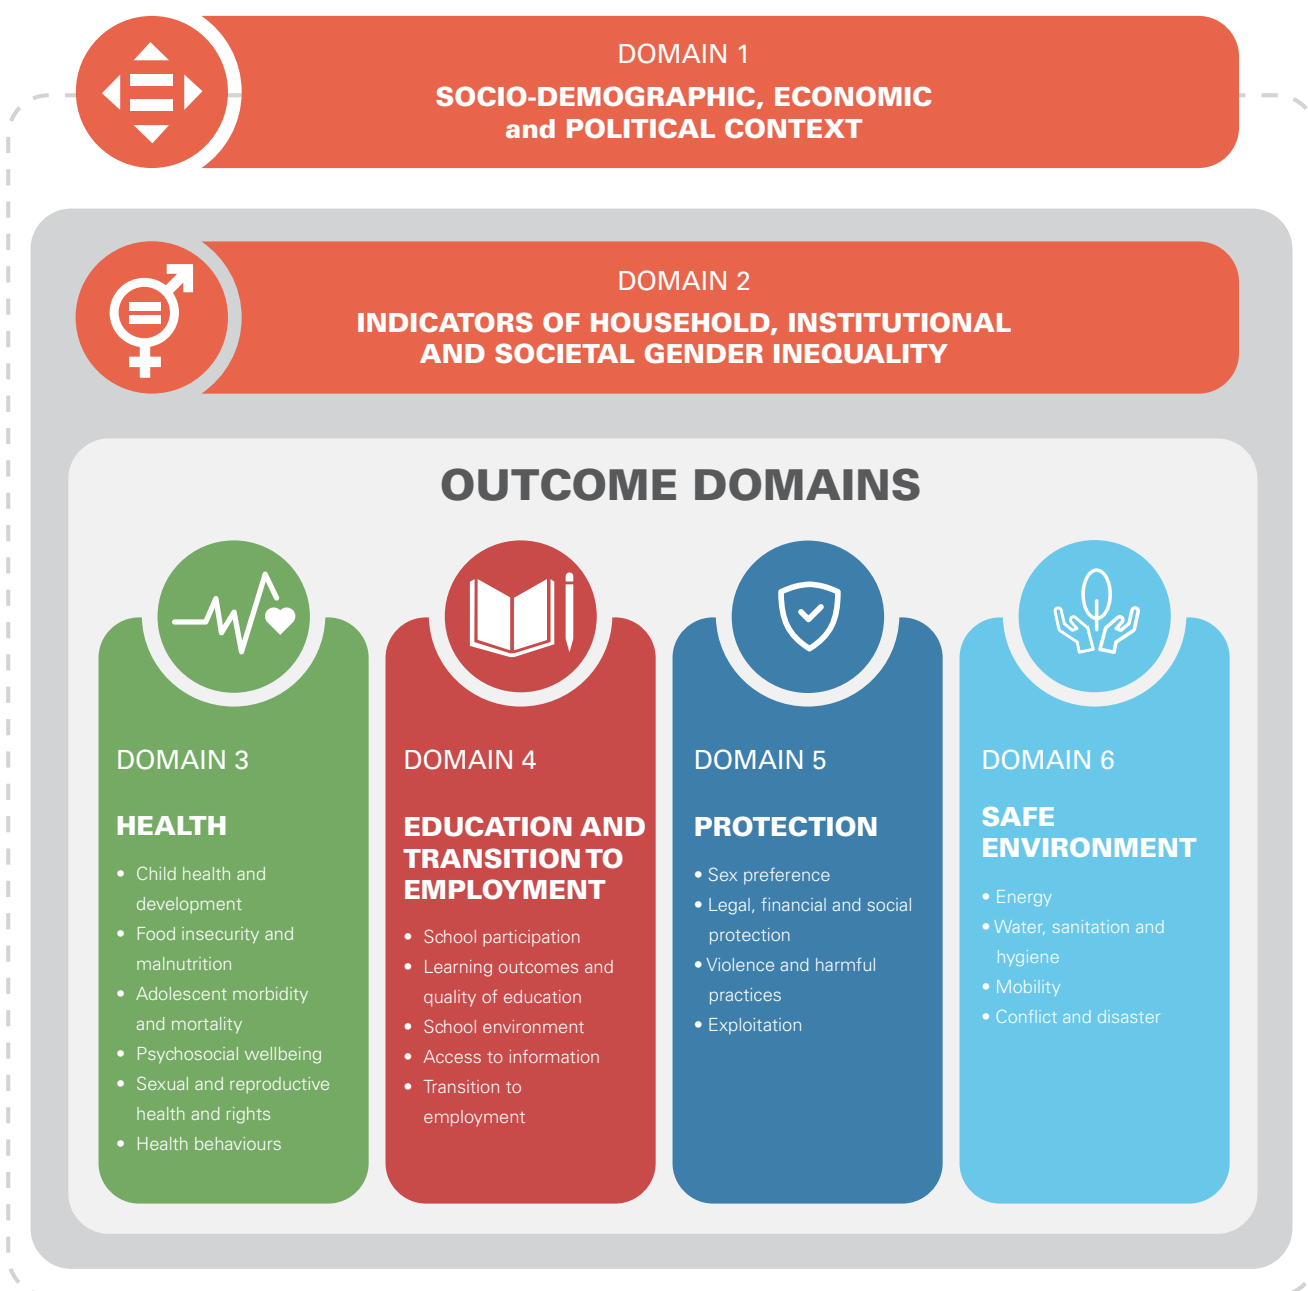 DOMAIN 1
SOCIO-DEMOGRAPHIC, ECONOMIC
and POLITICAL CONTEXT
DOMAIN 2
INDICATORS OF HOUSEHOLD, INSTITUTIONAL
AND SOCIETAL GENDER INEQUALITY
OUTCOME DOMAINS
DOMAIN 3
HEALTH
• Child health and
development
• Food insecurity and
malnutrition
• Adolescent morbidity
and mortality
• Psychosocial wellbeing
• Sexual and reproductive
health and rights
• Health behaviours
DOMAIN 4
EDUCATION AND
TRANSITION TO
EMPLOYMENT
• School participation
• Learning outcomes and
quality of education
• School environment
• Access to information
• Transition to
employment
DOMAIN 5
PROTECTION
• Sex preference
• Legal, financial and social
protection
• Violence and harmful
practices
• Exploitation
DOMAIN 6
SAFE
ENVIRONMENT
• Energy
• Water, sanitation and
hygiene
• Mobility
• Conflict and disaster